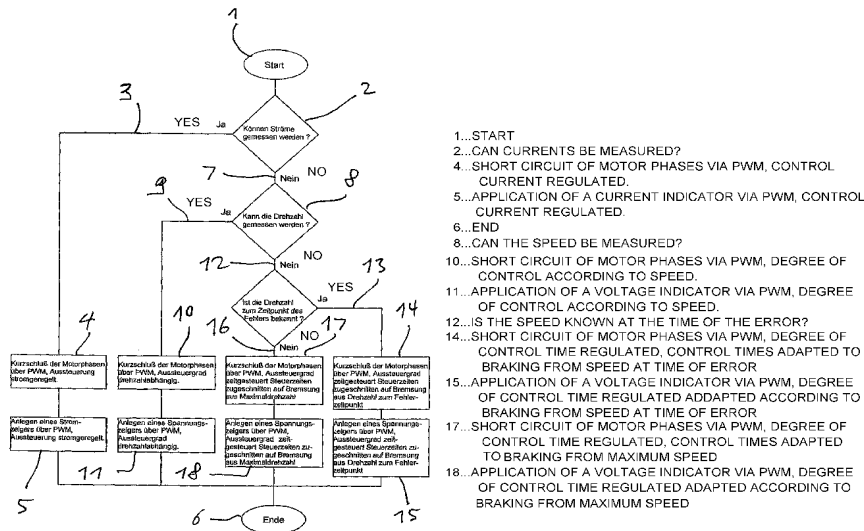 1
Start
3
2
YES
Ja
Können Ströme
gemessen werden ?
7
Nein
NO
8
9
YES
Ja
Kann die Drehzahl
gemessen werden ?
NO
12
Nein
YES
13
Ja
Ist die Drehzahl
zum Zeitpunkt des
Fehlers bekannt ?
16
Nein
NO
17
14
4
10
Kurzschluß der Motorphasen
über PWM, Aussteuerung
stromgeregelt.
Kurzschluß der Motorphasen
über PWM, Aussteuergrad
drehzahlabhängig.
Kurzschluß der Motorphasen
über PWM, Aussteuergrad
zeitgesteuert Steuerzeiten
zugeschnitten auf Bremsung
aus Maximaldrehzahl
Kurzschluß der Motorphasen
über PWM, Aussteuergrad
zeitgesteuert Steuerzeiten
zugeschnitten auf Bremsung
aus Drehzahl zum Fehler-
zeitpunkt
Anlegen eines Strom-
zeigers über PWM,
Aussteuerung stromgeregelt.
Anlegen eines Spannungs-
zeigers über PWM,
Aussteuergrad
drehzahlabhängig.
Anlegen eines Spannungs-
zeigers über PWM,
Aussteuergrad zeit-
gesteuert Steuerzeiten zu-
geschnitten auf Bremsung
aus Maximaldrehzahl
Anlegen eines Spannungs-
zeigers über PWM,
Aussteuergrad zeit-
gesteuert Steuerzeiten zu-
geschnitten auf Bremsung
aus Drehzahl zum Fehler-
zeitpunkt
5
11
18
15
6
Ende
1...START
2...CAN CURRENTS BE MEASURED?
4...SHORT CIRCUIT OF MOTOR PHASES VIA PWM, CONTROL
CURRENT REGULATED.
5...APPLICATION OF A CURRENT INDICATOR VIA PWM, CONTROL
CURRENT REGULATED.
6...END
8...CAN THE SPEED BE MEASURED?
10...SHORT CIRCUIT OF MOTOR PHASES VIA PWM, DEGREE OF
CONTROL ACCORDING TO SPEED.
11...APPLICATION OF A VOLTAGE INDICATOR VIA PWM, DEGREE
OF CONTROL ACCORDING TO SPEED.
12...IS THE SPEED KNOWN AT THE TIME OF THE ERROR?
14...SHORT CIRCUIT OF MOTOR PHASES VIA PWM, DEGREE OF
CONTROL TIME REGULATED, CONTROL TIMES ADAPTED TO
BRAKING FROM SPEED AT TIME OF ERROR
15...APPLICATION OF A VOLTAGE INDICATOR VIA PWM, DEGREE
OF CONTROL TIME REGULATED ADDAPTED ACCORDING TO
BRAKING FROM SPEED AT TIME OF ERROR
17...SHORT CIRCUIT OF MOTOR PHASES VIA PWM, DEGREE OF
CONTROL TIME REGULATED, CONTROL TIMES ADAPTED
TO BRAKING FROM MAXIMUM SPEED
18...APPLICATION OF A VOLTAGE INDICATOR VIA PWM, DEGREE
OF CONTROL TIME REGULATED ADAPTED ACCORDING TO
BRAKING FROM MAXIMUM SPEED